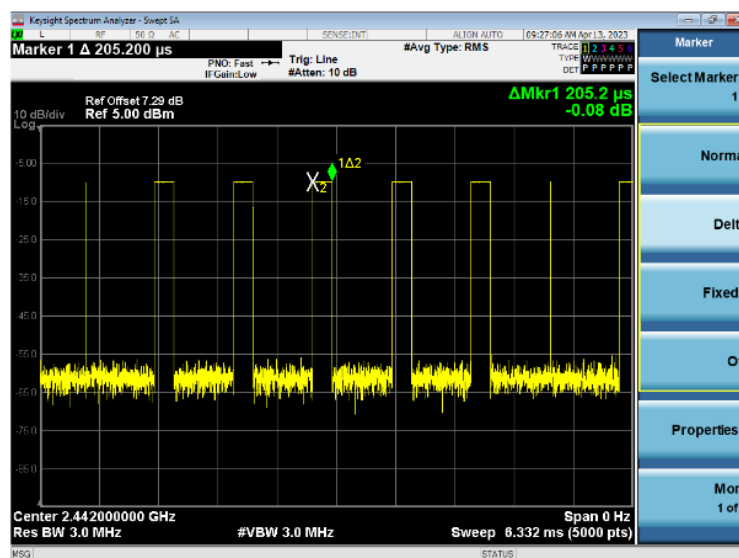 Keysight Spectrum Analyzer - Swept SA
L RF 50 Ω AC SENSE:INT ALIGN AUTO 09:27:06 AM Apr 13, 2023
Marker 1 Δ 205.200 µs
PNO: Fast
IFGain:Low
Trig: Line
#Atten: 10 dB
#Avg Type: RMS
TRACE 1 2 3 4 5 6
TYPE WWWWWW
DET P P P P P P
Ref Offset 7.29 dB
Ref 5.00 dBm
10 dB/div
Log
ΔMkr1 205.2 µs
-0.08 dB
-5.00
-15.0
-25.0
-35.0
-45.0
-55.0
-65.0
-75.0
-85.0
X2
1Δ2
Center 2.442000000 GHz
Span 0 Hz
Res BW 3.0 MHz
#VBW 3.0 MHz
Sweep 6.332 ms (5000 pts)
MSG
STATUS
Marker
Select Marker
1
Norma
Delt
Fixed
O
Properties
Mor
1 of